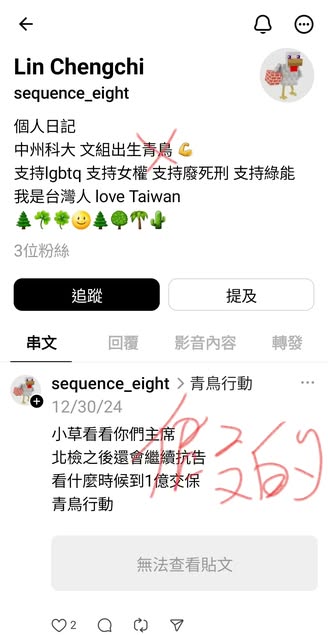 Lin Chengchi
sequence_eight
個人日記
中州科大 文組出生青鳥 💪
支持lgbtq 支持女權 支持廢死刑 支持綠能
我是台灣人 love Taiwan
🌲🌳🍀🙂🌲🌳🌴🌵
3位粉絲
追蹤
提及
串文
回覆
影音內容
轉發
sequence_eight > 青鳥行動
12/30/24
小草看看你們主席
北檢之後還會繼續抗告
看什麼時候到1億交保
青鳥行動
假的
無法查看貼文
2